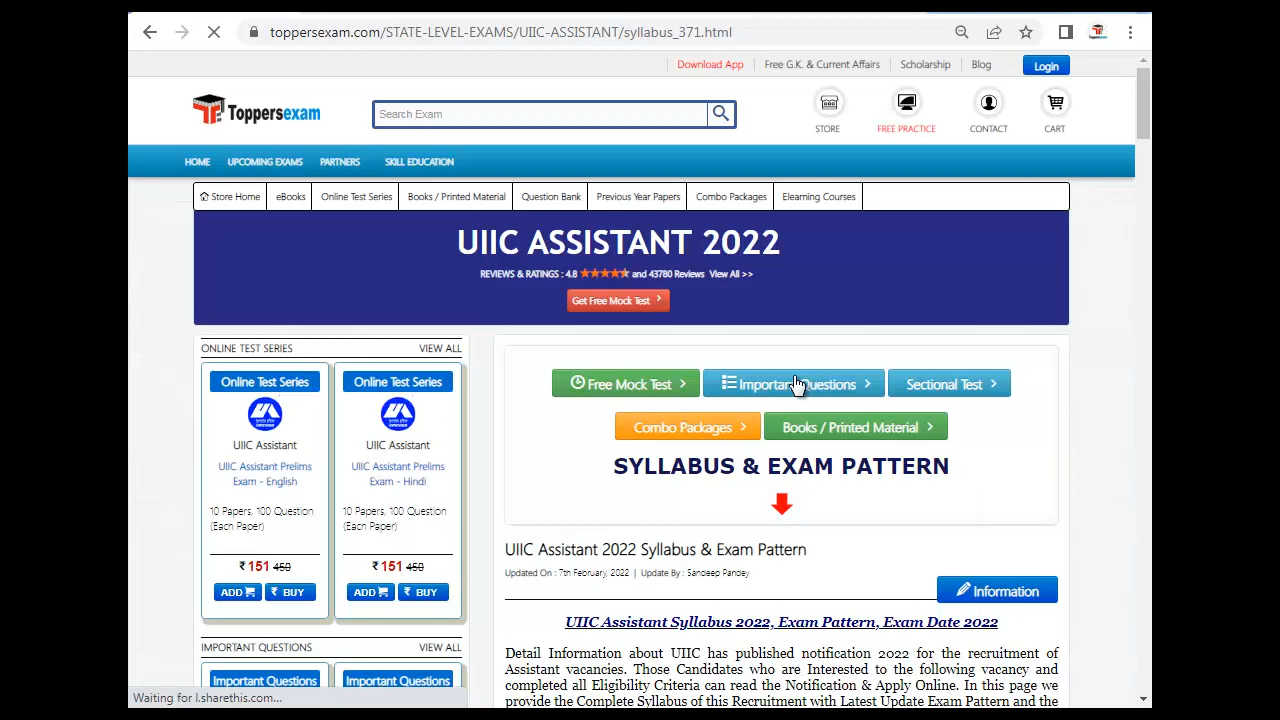 toppersexam.com/STATE-LEVEL-EXAMS/UIIC-ASSISTANT/syllabus_371.html
Download App
Free G.K. & Current Affairs
Scholarship
Blog
Login
Toppersexam
Search Exam
STORE
FREE PRACTICE
CONTACT
CART
HOME
UPCOMING EXAMS
PARTNERS
SKILL EDUCATION
Store Home
eBooks
Online Test Series
Books / Printed Material
Question Bank
Previous Year Papers
Combo Packages
Elearning Courses
UIIC ASSISTANT 2022
REVIEWS & RATINGS : 4.8 and 43780 Reviews View All >>
Get Free Mock Test
ONLINE TEST SERIES
VIEW ALL
Online Test Series
UIIC Assistant
UIIC Assistant Prelims
Exam - English
10 Papers, 100 Question
(Each Paper)
₹ 151 450
ADD
₹ BUY
Online Test Series
UIIC Assistant
UIIC Assistant Prelims
Exam - Hindi
10 Papers, 100 Question
(Each Paper)
₹ 151 450
ADD
₹ BUY
IMPORTANT QUESTIONS
VIEW ALL
Important Questions
Important Questions
Free Mock Test
Important Questions
Sectional Test
Combo Packages
Books / Printed Material
SYLLABUS & EXAM PATTERN
UIIC Assistant 2022 Syllabus & Exam Pattern
Updated On : 7th February, 2022 | Update By : Sandeep Pandey
Information
UIIC Assistant Syllabus 2022, Exam Pattern, Exam Date 2022
Detail Information about UIIC has published notification 2022 for the recruitment of
Assistant vacancies. Those Candidates who are Interested to the following vacancy and
completed all Eligibility Criteria can read the Notification & Apply Online. In this page we
provide the Complete Syllabus of this Recruitment with Latest Update Exam Pattern and the
Waiting for l.sharethis.com...